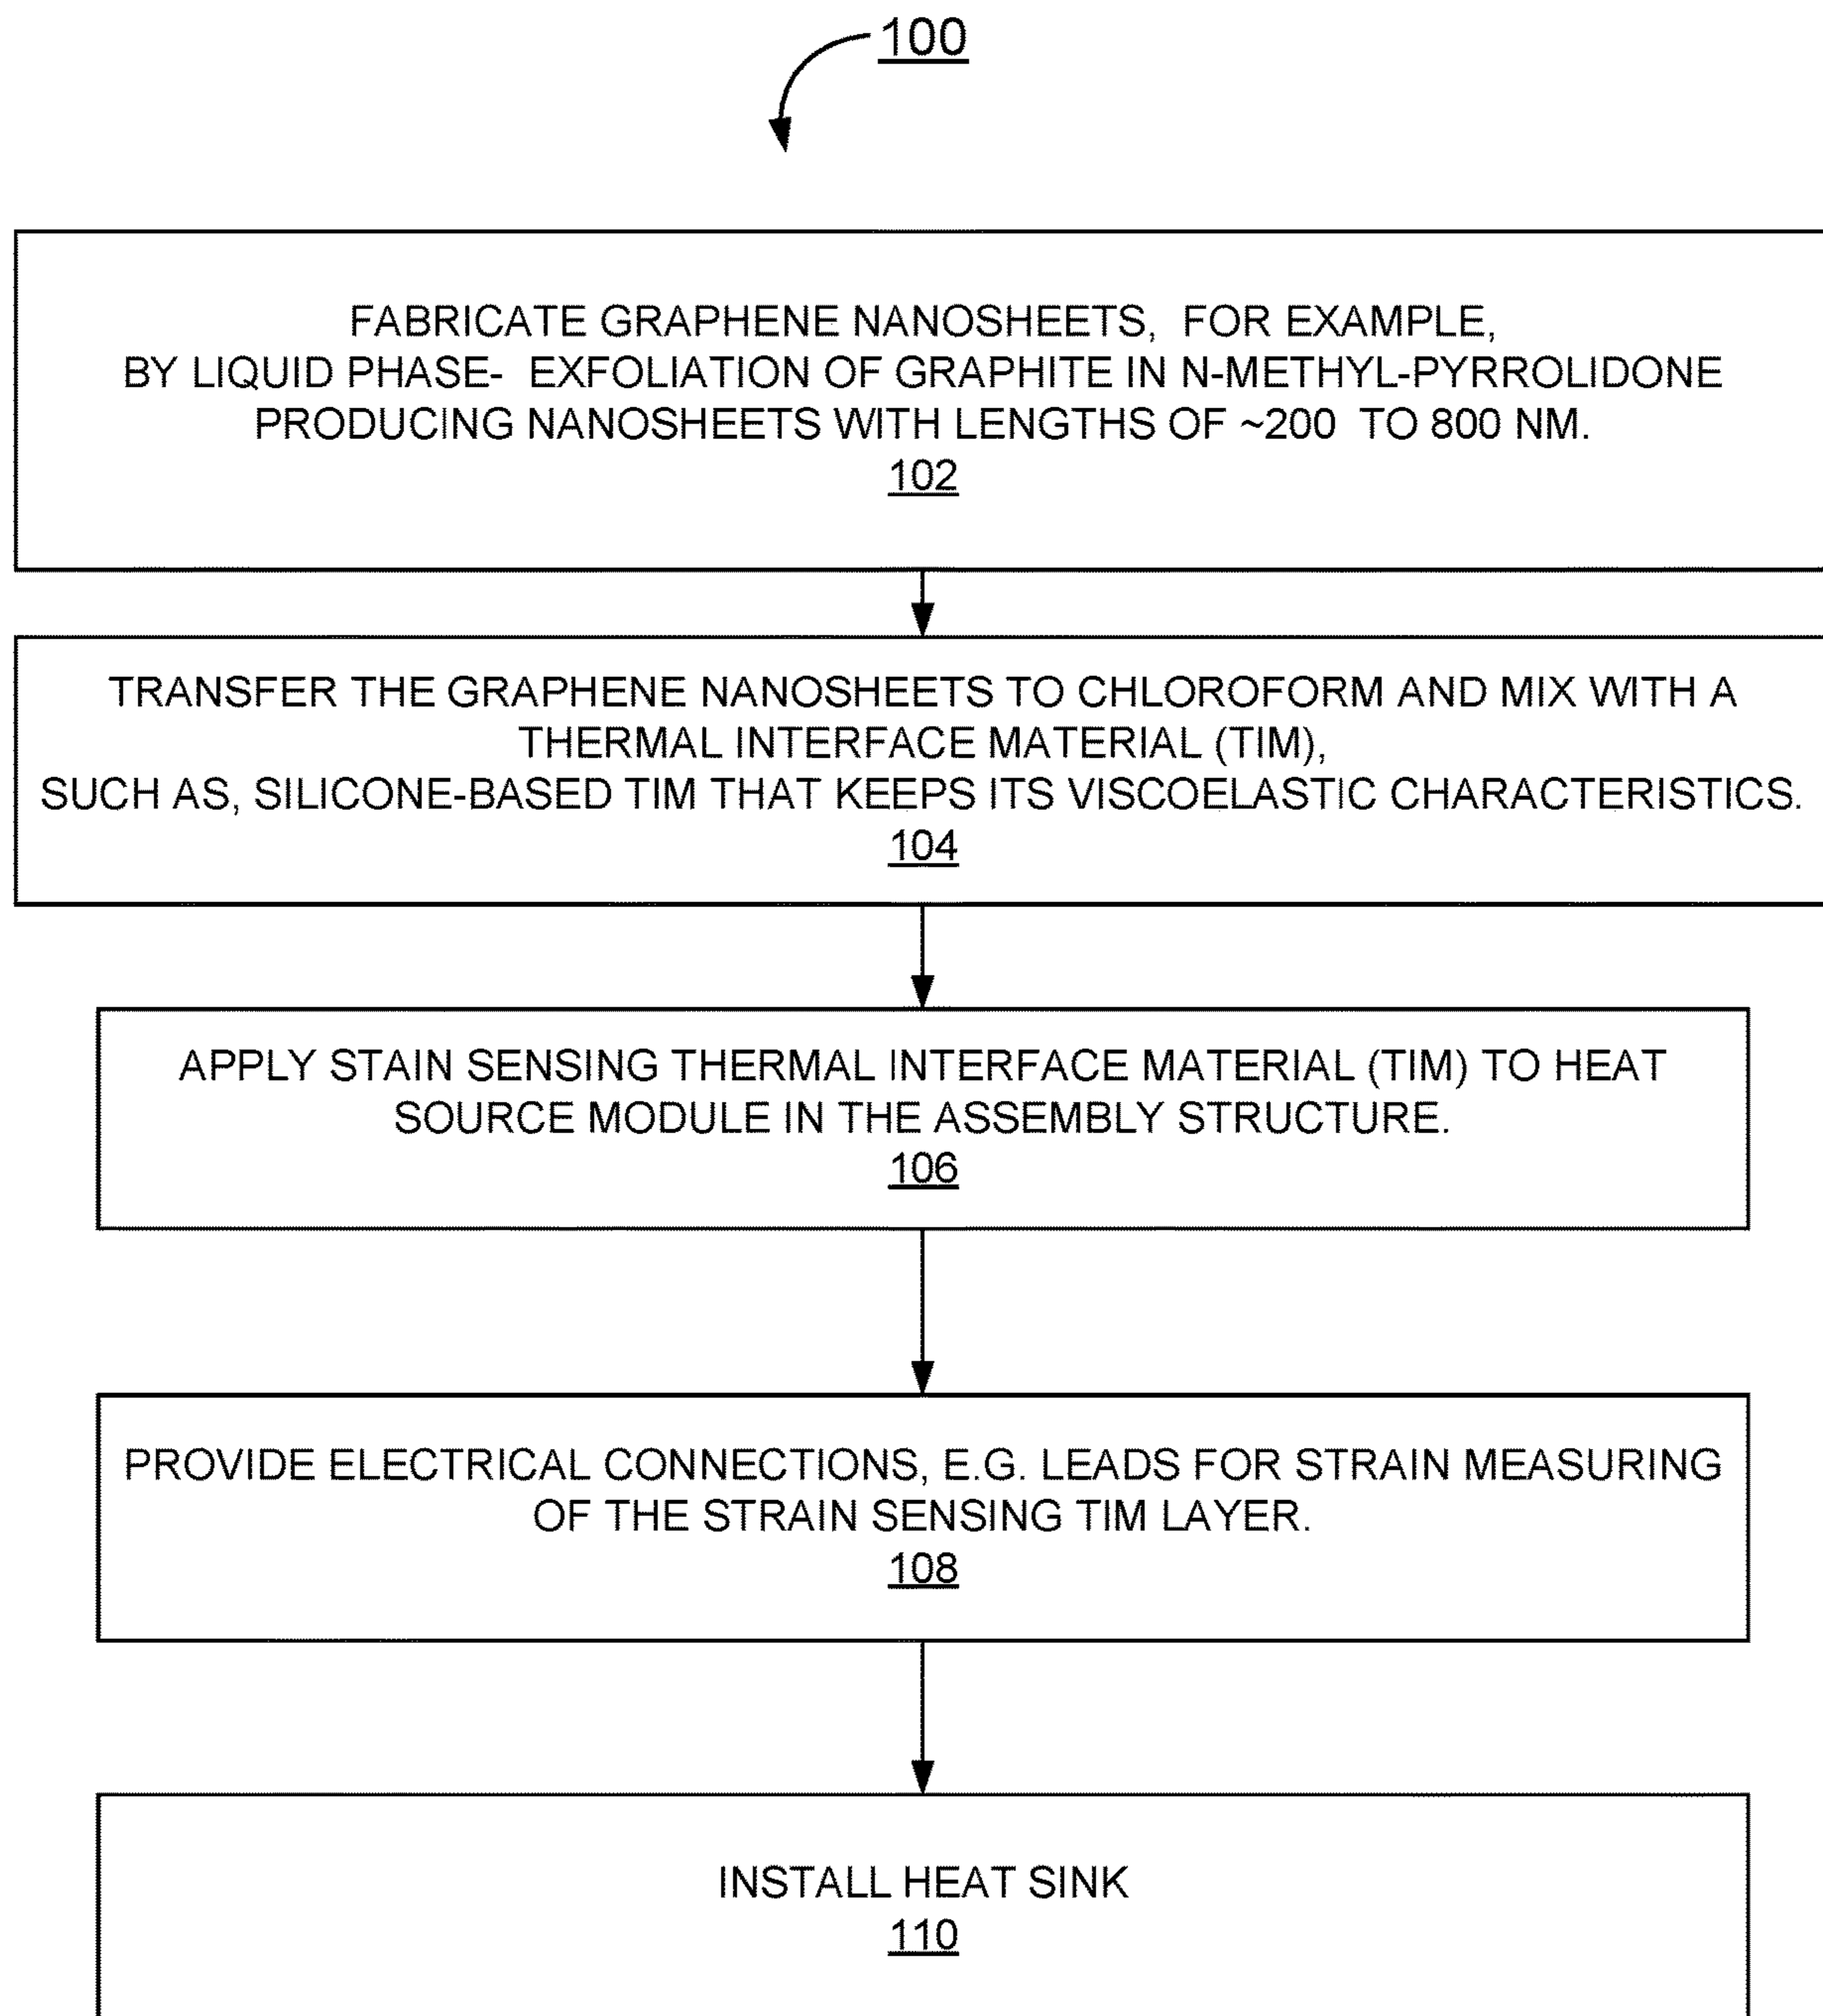 100
FABRICATE GRAPHENE NANOSHEETS, FOR EXAMPLE,
BY LIQUID PHASE- EXFOLIATION OF GRAPHITE IN N-METHYL-PYRROLIDONE
PRODUCING NANOSHEETS WITH LENGTHS OF ~200 TO 800 NM.
102
TRANSFER THE GRAPHENE NANOSHEETS TO CHLOROFORM AND MIX WITH A
THERMAL INTERFACE MATERIAL (TIM),
SUCH AS, SILICONE-BASED TIM THAT KEEPS ITS VISCOELASTIC CHARACTERISTICS.
104
APPLY STAIN SENSING THERMAL INTERFACE MATERIAL (TIM) TO HEAT
SOURCE MODULE IN THE ASSEMBLY STRUCTURE.
106
PROVIDE ELECTRICAL CONNECTIONS, E.G. LEADS FOR STRAIN MEASURING
OF THE STRAIN SENSING TIM LAYER.
108
INSTALL HEAT SINK
110